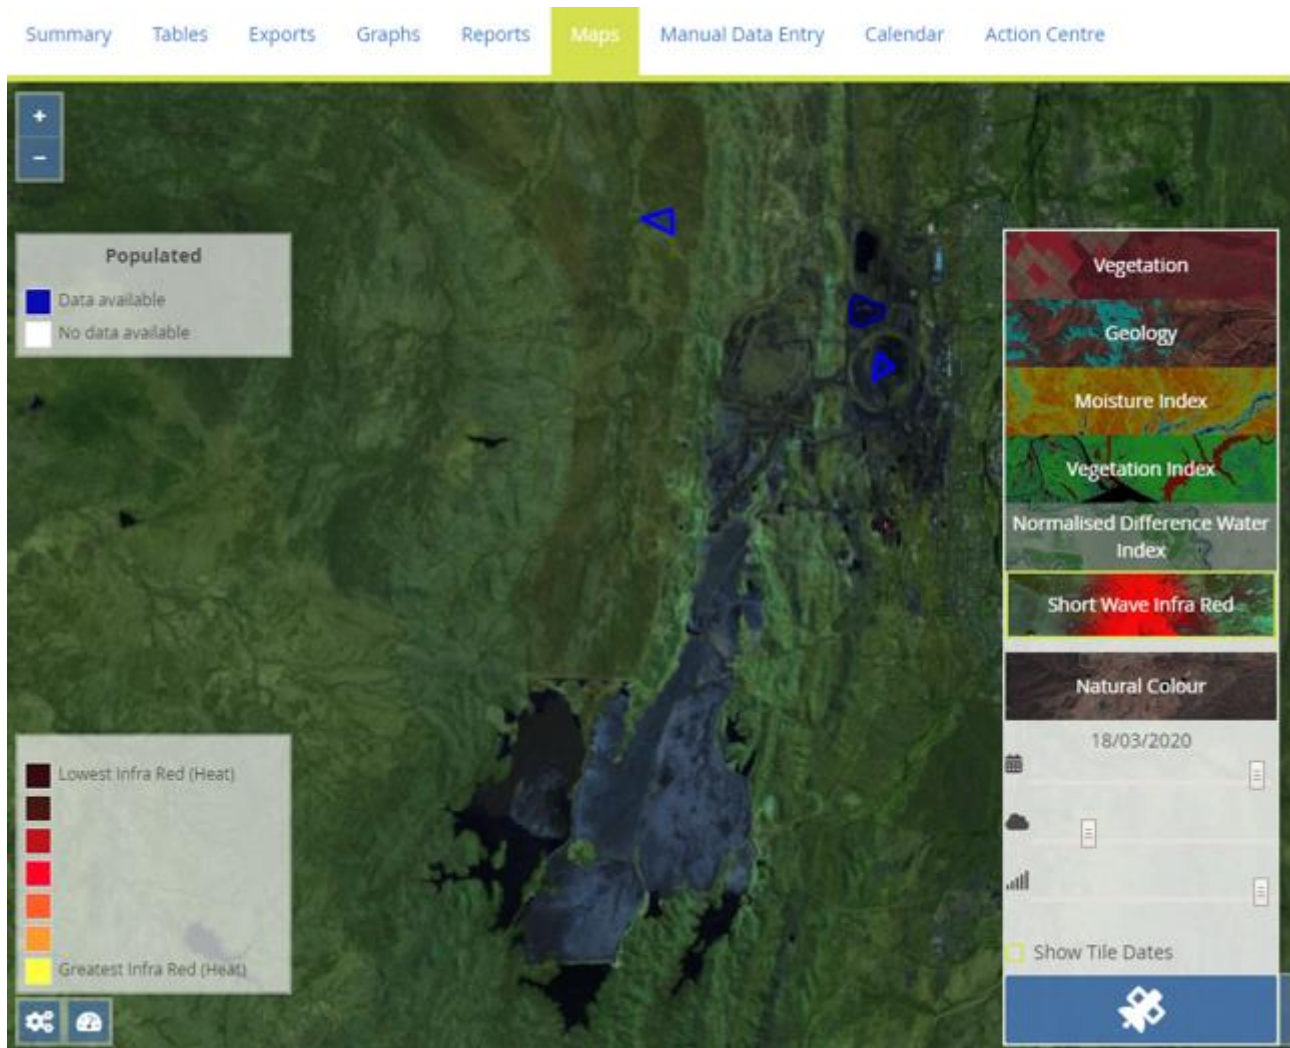 Summary Tables Exports Graphs Reports Maps Manual Data Entry Calendar Action Centre
+
−
Populated
Data available
No data available
Vegetation
Geology
Moisture Index
Vegetation Index
Normalised Difference Water
Index
Short Wave Infra Red
Natural Colour
18/03/2020
Lowest Infra Red (Heat)
Greatest Infra Red (Heat)
Show Tile Dates